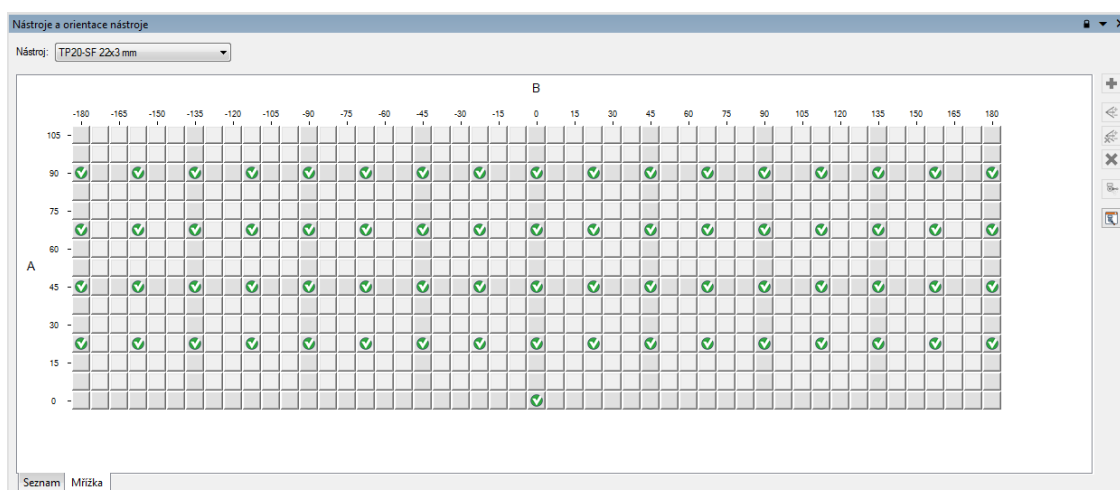 Nástroje a orientace nástroje
Nástroj: TP20-SF 22x3 mm
B
-180 -165 -150 -135 -120 -105 -90 -75 -60 -45 -30 -15 0 15 30 45 60 75 90 105 120 135 150 165 180
105
90
75
60
A
45
30
15
0
Seznam Mřížka